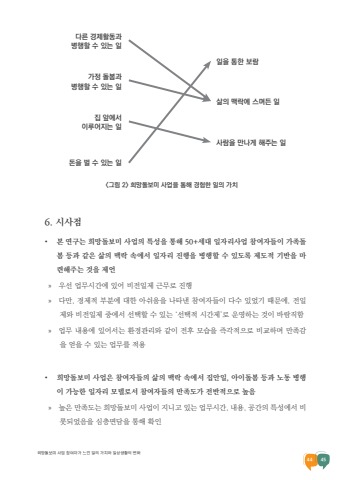 다른 경제활동과
병행할 수 있는 일
가정 돌봄과
병행할 수 있는 일
집 앞에서
이루어지는 일
돈을 벌 수 있는 일
일을 통한 보람
삶의 맥락에 스며든 일
사람을 만나게 해주는 일
<그림 2> 희망돌보미 사업을 통해 경험한 일의 가치
6. 시사점
• 본 연구는 희망돌보미 사업의 특성을 통해 50+세대 일자리사업 참여자들이 가족돌
봄 등과 같은 삶의 맥락 속에서 일자리 진행을 병행할 수 있도록 제도적 기반을 마
련해주는 것을 제언
» 우선 업무시간에 있어 비전일제 근무로 진행
» 다만, 경제적 부분에 대한 아쉬움을 나타낸 참여자들이 다수 있었기 때문에, 전일
제와 비전일제 중에서 선택할 수 있는 ‘선택적 시간제’로 운영하는 것이 바람직함
» 업무 내용에 있어서는 환경관리와 같이 전후 모습을 즉각적으로 비교하며 만족감
을 얻을 수 있는 업무를 적용
• 희망돌보미 사업은 참여자들의 삶의 맥락 속에서 집안일, 아이돌봄 등과 노동 병행
이 가능한 일자리 모델로서 참여자들의 만족도가 전반적으로 높음
» 높은 만족도는 희망돌보미 사업이 지니고 있는 업무시간, 내용, 공간의 특성에서 비
롯되었음을 심층면담을 통해 확인
희망돌보미 사업 참여자가 느낀 일의 가치와 일상생활의 변화
44
45